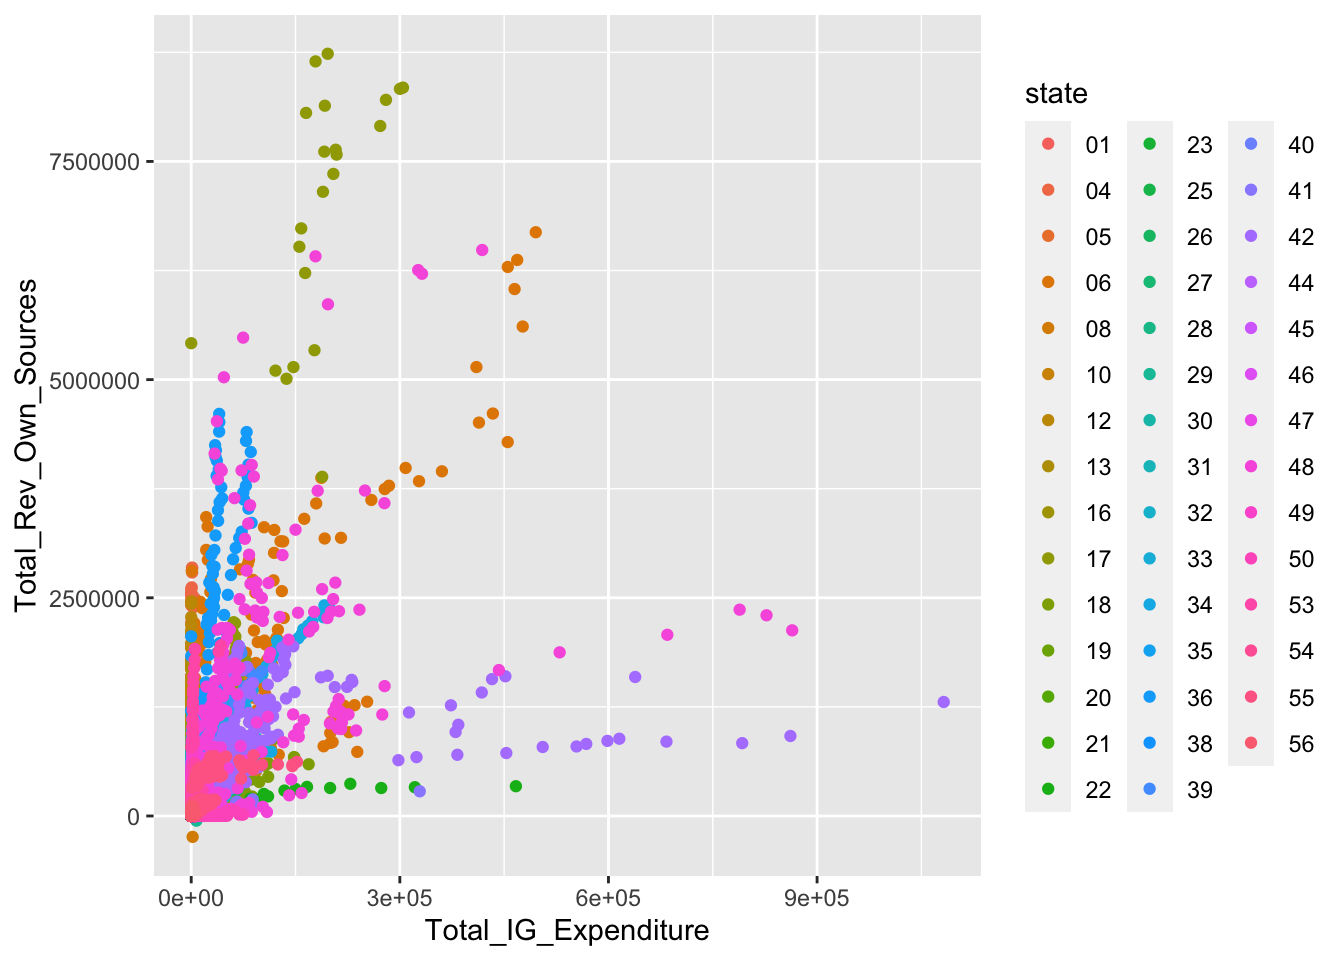 state
01 23 40
04 25 41
05 26 42
06 27 44
08 28 45
10 29 46
12 30 47
13 31 48
16 32 49
17 33 50
18 34 53
19 35 54
20 36 55
21 38 56
22 39
Total_Rev_Own_Sources
7500000
5000000
2500000
0
0e+00 3e+05 6e+05 9e+05
Total_IG_Expenditure